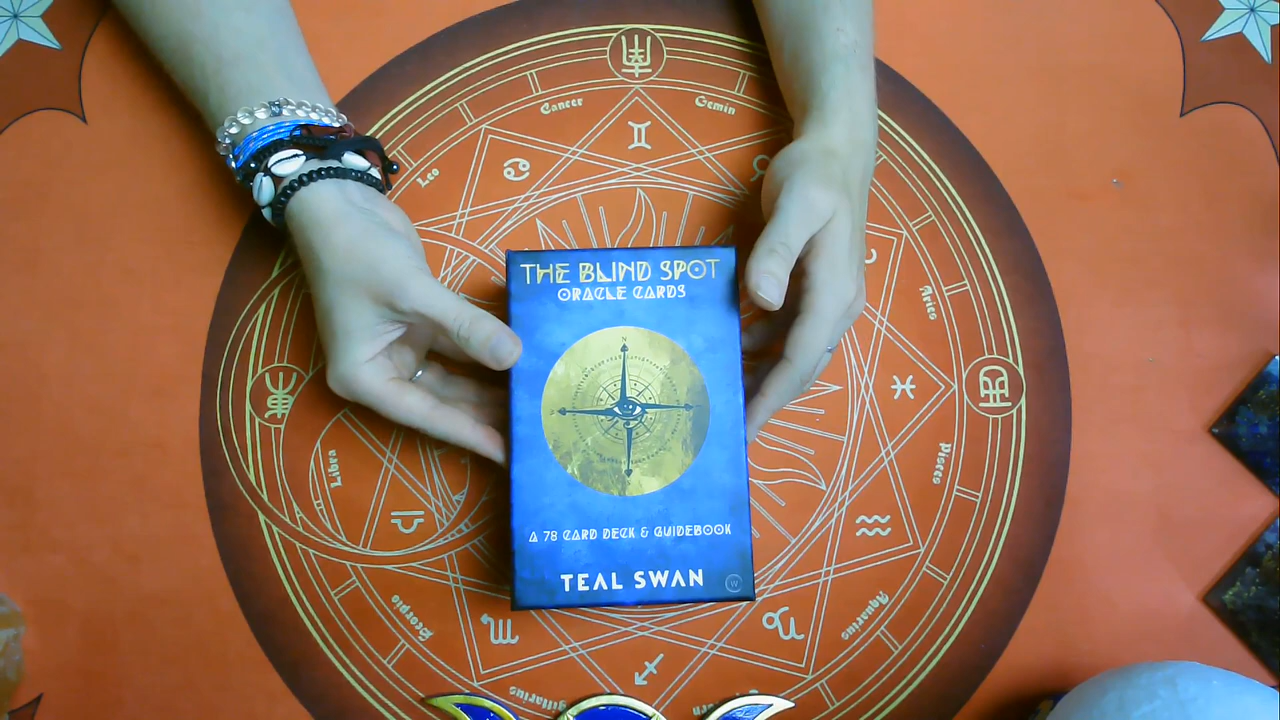 Cancer
Gemin
Leo
THE BLIND SPOT
ORACLE CARDS
Aries
N
Libra
Pisces
A 78 CARD DECK & GUIDEBOOK
TEAL SWAN
W
Scorpio
Aquarius